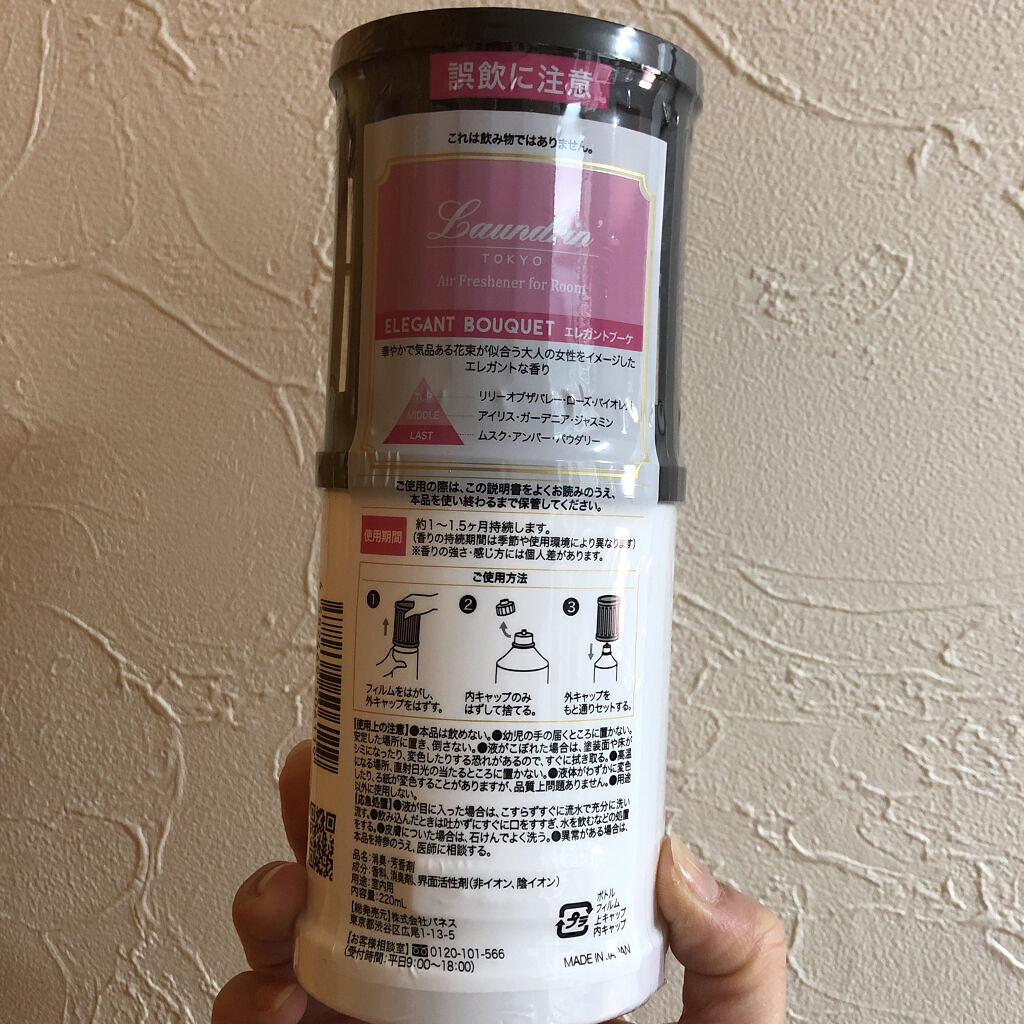 誤飲に注意
これは飲み物ではありません。
Laundrin'
TOKYO
Air Freshener for Room
ELEGANT BOUQUET エレガントブーケ
華やかで気品ある花束が似合う大人の女性をイメージした
エレガントな香り
TOP リリーオブザバレー・ローズ・バイオレット
MIDDLE アイリス・ガーデニア・ジャスミン
LAST ムスク・アンバー・パウダリー
ご使用の際は、この説明書をよくお読みのうえ、
本品を使い終わるまで保管してください。
使用期間
約1～1.5ヶ月持続します。
(香りの持続期間は季節や使用環境により異なります)
※香りの強さ・感じ方には個人差があります。
ご使用方法
1 2 3
フィルムをはがし、
外キャップをはずす。
内キャップのみ
はずして捨てる。
外キャップを
もと通りセットする。
【使用上の注意】●本品は飲めない。●幼児の手の届くところに置かない。
安定した場所に置き、倒さない。●液がこぼれた場合は、塗装面や床が
シミになったり、変色したりする恐れがあるので、すぐに拭き取る。●高温
になる場所、直射日光の当たるところに置かない。●液体がわずかに変色
したり、ろ紙が変色することがありますが、品質上問題ありません。●用途
以外に使用しない。
【応急処置】●液が目に入った場合は、こすらずすぐに流水で充分に洗い
流す。●飲み込んだときは吐かずにすぐに口をすすぎ、水を飲むなどの処置
をする。●皮膚についた場合は、石けんでよく洗う。●異常がある場合は、
本品を持参のうえ、医師に相談する。
品名:消臭・芳香剤
成分:香料、消臭剤、界面活性剤(非イオン、陰イオン)
用途:室内用
内容量:220mL
【総発売元】株式会社パネス
東京都渋谷区広尾1-13-5
【お客様相談室】0120-101-566
(受付時間:平日9:00～18:00)
プラ
ボトル
フィルム
上キャップ
内キャップ
MADE IN JAPAN